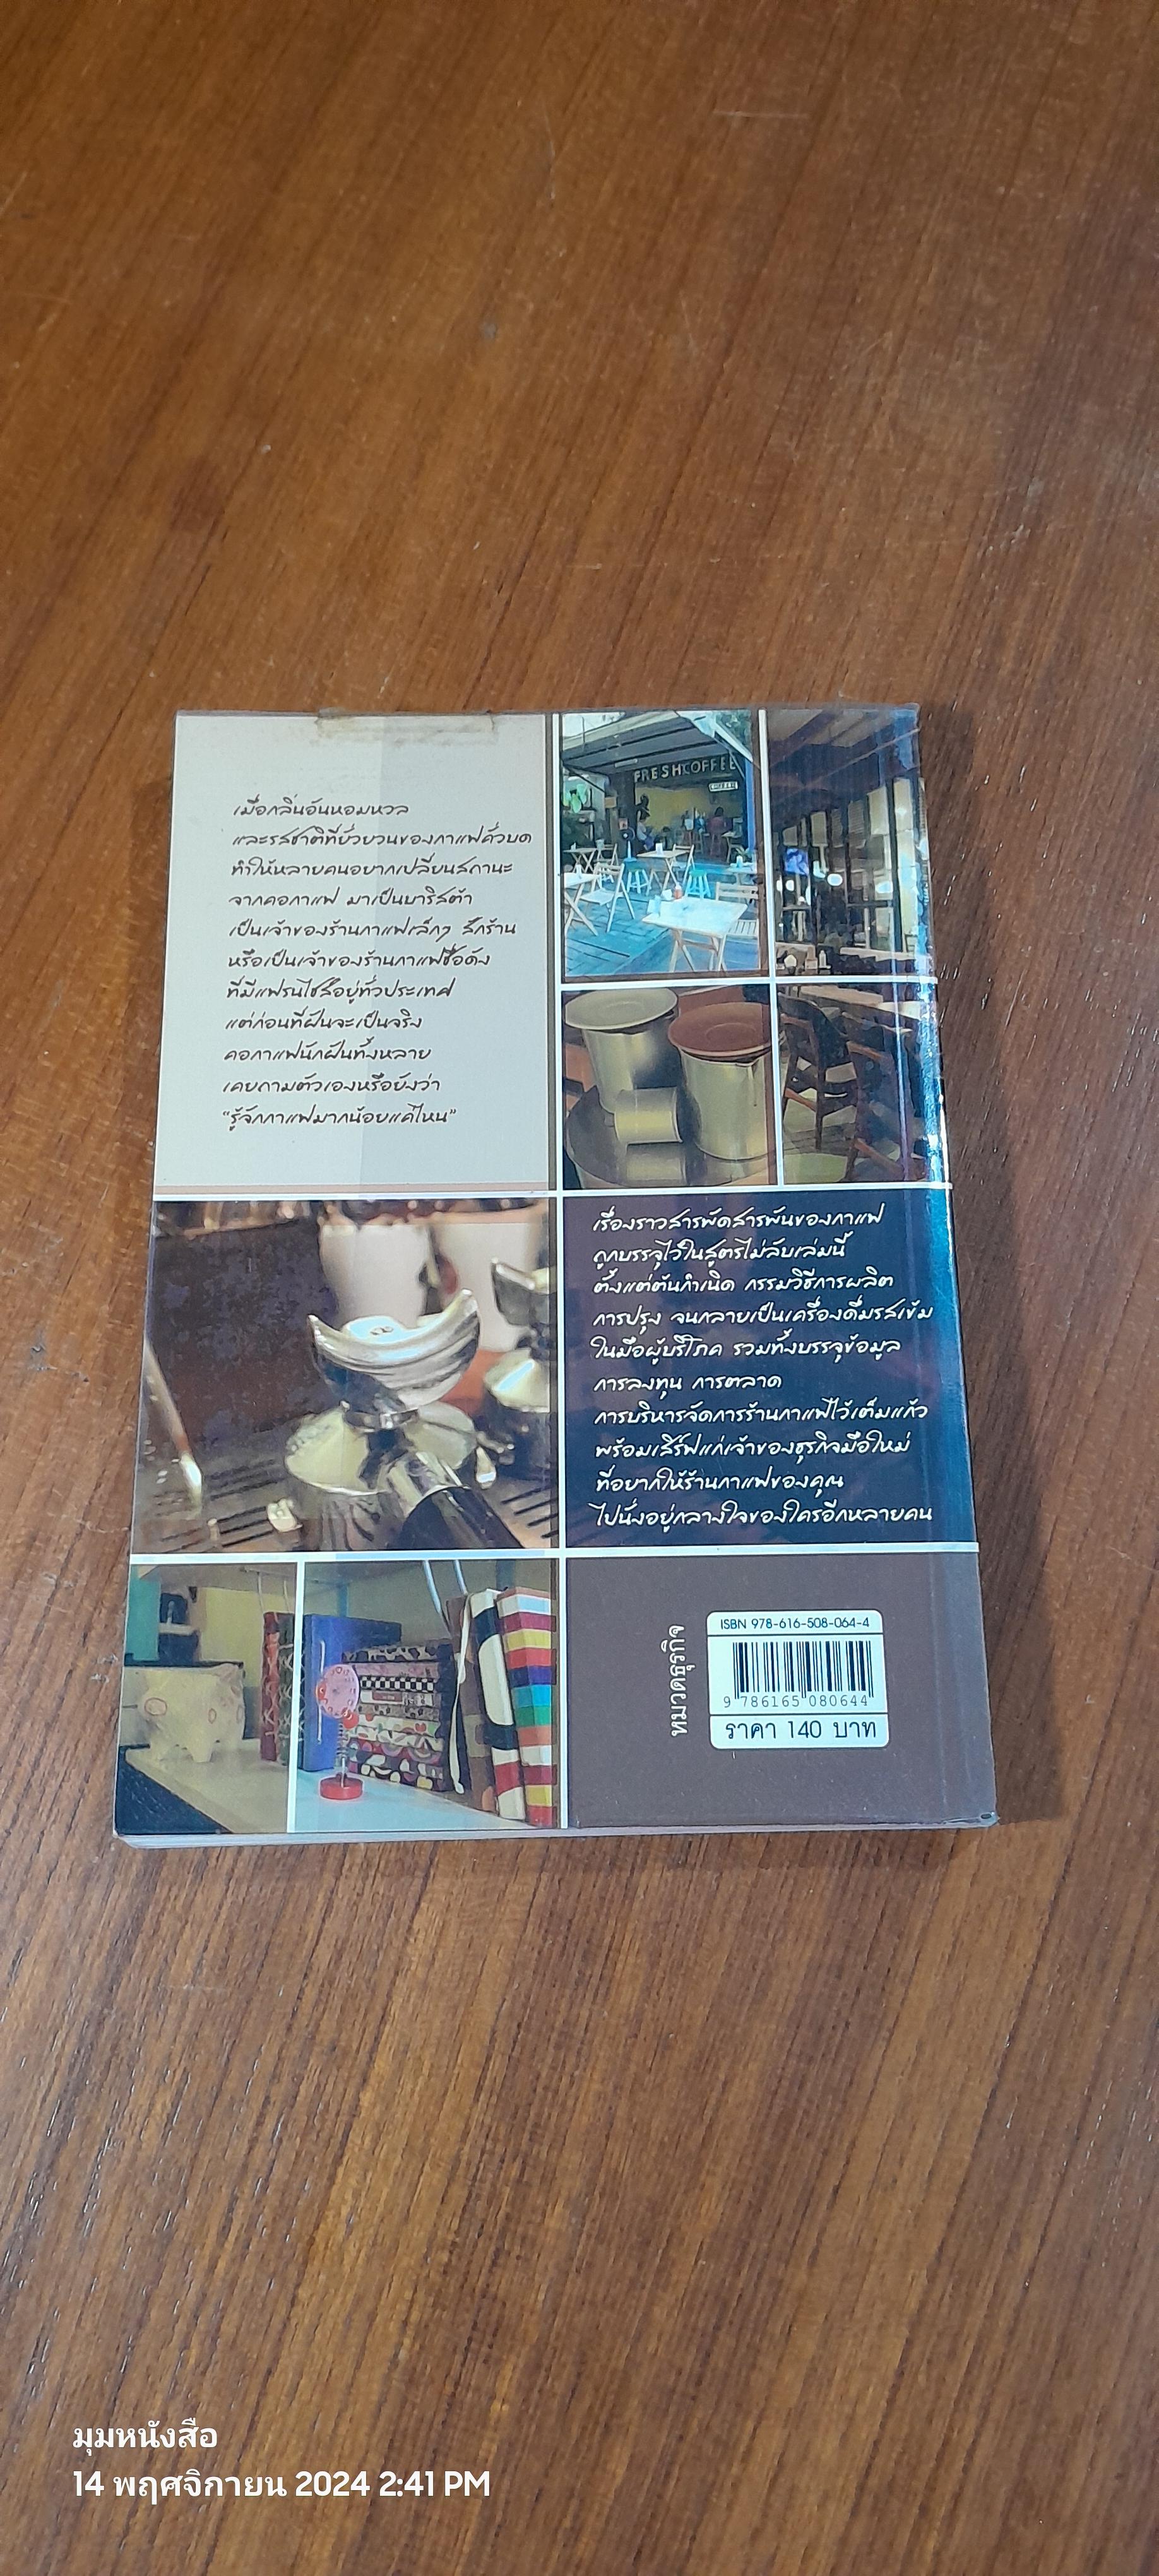 เมื่อกลิ่นอันหอมหวล
และรสชาติที่ยั่วยวนของกาแฟคั่วบด
ทำให้หลายคนอยากเปลี่ยนสถานะ
จากคอกาแฟ มาเป็นบาริสต้า
เป็นเจ้าของร้านกาแฟเล็กๆ สักร้าน
หรือเป็นเจ้าของร้านกาแฟชื่อดัง
ที่มีแฟรนไชส์อยู่ทั่วประเทศ
แต่ก่อนที่ฝันจะเป็นจริง
คอกาแฟนักฝันทั้งหลาย
เคยถามตัวเองหรือยังว่า
"รู้จักกาแฟมากน้อยแค่ไหน"
FRESHCOFFEE
เรื่องราวสารพัดสารพันของกาแฟ
ถูกบรรจุไว้ในสูตรไม่ลับเล่มนี้
ตั้งแต่ต้นกำเนิด กรรมวิธีการผลิต
การปรุง จนกลายเป็นเครื่องดื่มรสเข้ม
ในมือผู้บริโภค รวมทั้งบรรจุข้อมูล
การลงทุน การตลาด
การบริหารจัดการร้านกาแฟไว้เต็มแก้ว
พร้อมเสิร์ฟแก่เจ้าของธุรกิจมือใหม่
ที่อยากให้ร้านกาแฟของคุณ
ไปนั่งอยู่กลางใจของใครอีกหลายคน
หมวดธุรกิจ
ISBN 978-616-508-064-4
9 786165 080644
ราคา 140 บาท
มุมหนังสือ
14 พฤศจิกายน 2024 2:41 PM